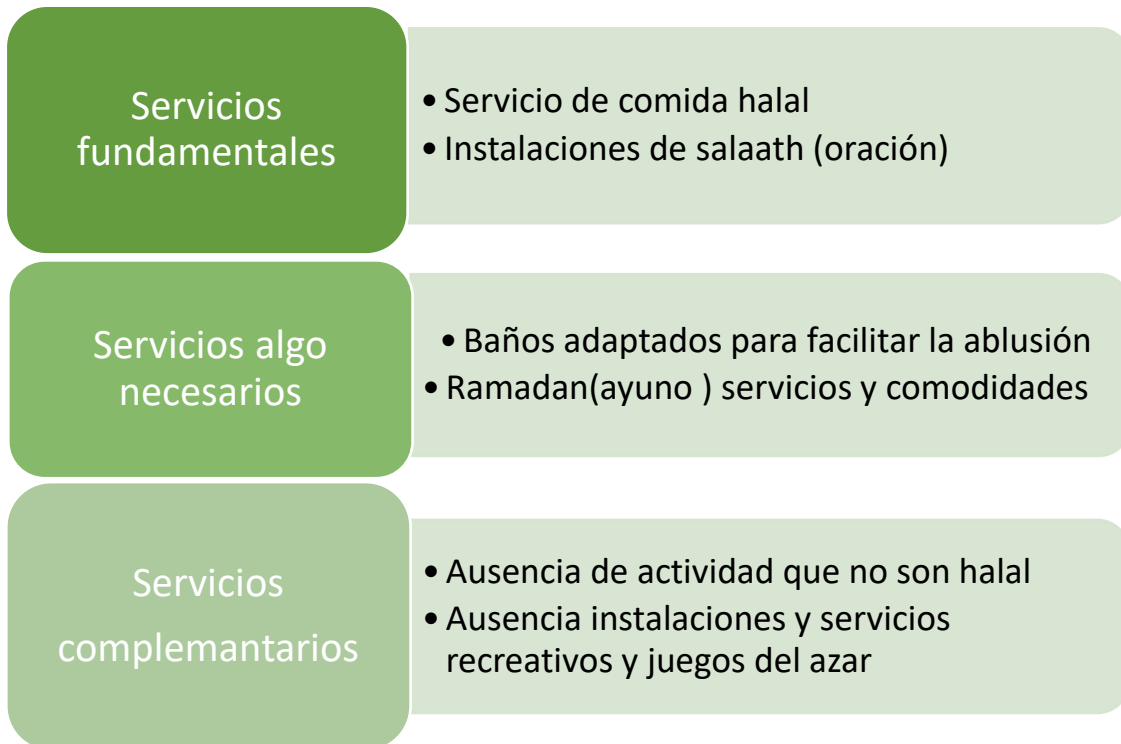 Servicios
fundamentales
• Servicio de comida halal
• Instalaciones de salaath (oración)
Servicios algo
necesarios
• Baños adaptados para facilitar la ablusión
• Ramadan(ayuno ) servicios y comodidades
Servicios
complemantarios
• Ausencia de actividad que no son halal
• Ausencia instalaciones y servicios
recreativos y juegos del azar